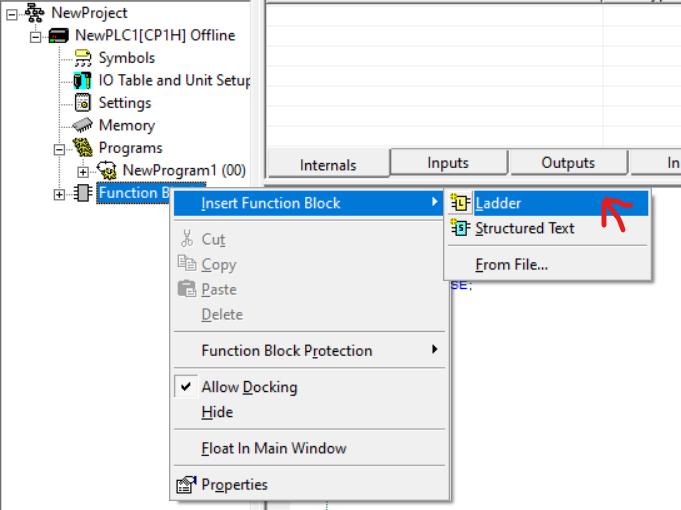 NewProject
NewPLC1[CP1H] Offline
Symbols
IO Table and Unit Setup
Settings
Memory
Programs
NewProgram1 (00)
Function B
Internals
Inputs
Outputs
In
Insert Function Block
Cut
Copy
Paste
Delete
Function Block Protection
Allow Docking
Hide
Float In Main Window
Properties
Ladder
Structured Text
From File...
SE;